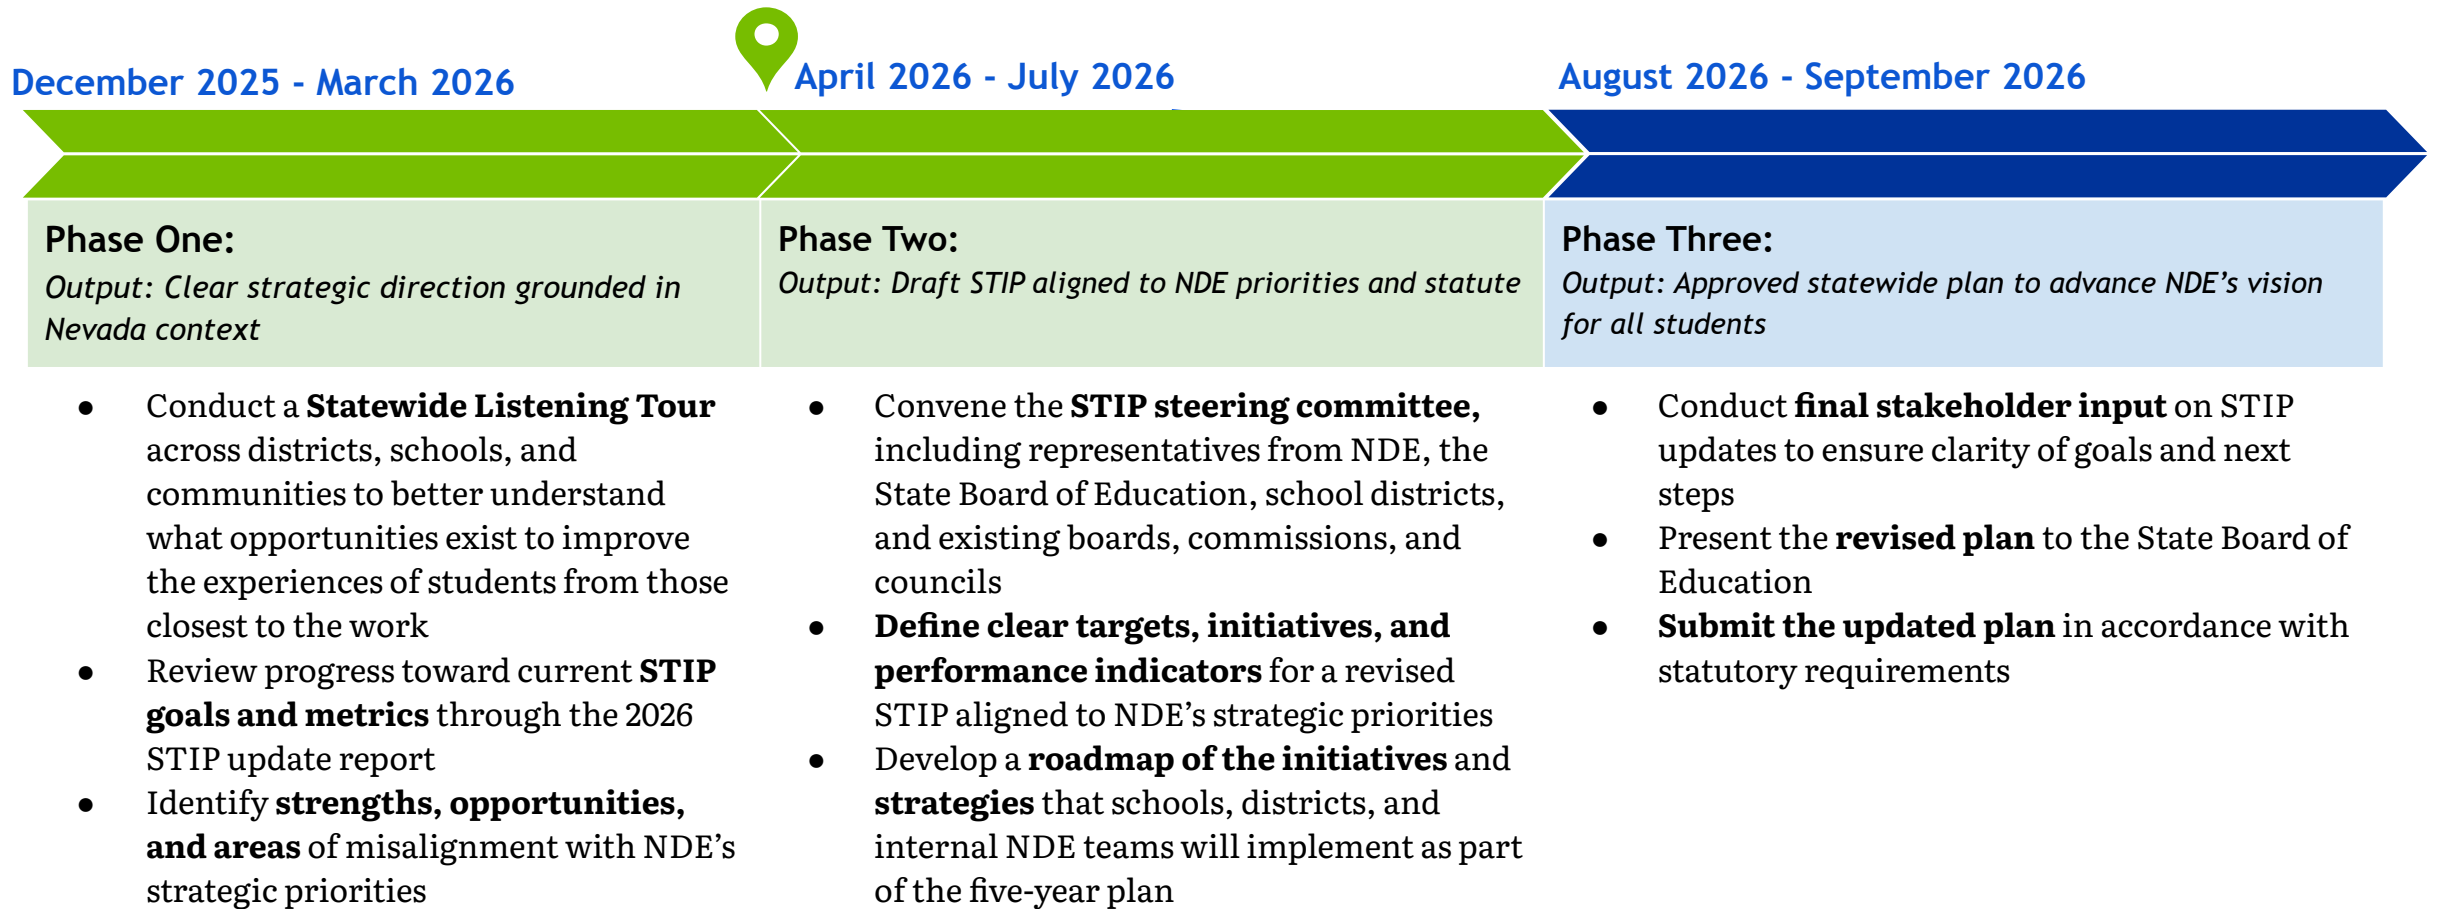 December 2025 - March 2026
April 2026 - July 2026
August 2026 - September 2026
Phase One:
Output: Clear strategic direction grounded in
Nevada context
Phase Two:
Output: Draft STIP aligned to NDE priorities and statute
Phase Three:
Output: Approved statewide plan to advance NDE’s vision
for all students
● Conduct a Statewide Listening Tour
across districts, schools, and
communities to better understand
what opportunities exist to improve
the experiences of students from those
closest to the work
● Review progress toward current STIP
goals and metrics through the 2026
STIP update report
● Identify strengths, opportunities,
and areas of misalignment with NDE’s
strategic priorities
● Convene the STIP steering committee,
including representatives from NDE, the
State Board of Education, school districts,
and existing boards, commissions, and
councils
● Define clear targets, initiatives, and
performance indicators for a revised
STIP aligned to NDE’s strategic priorities
● Develop a roadmap of the initiatives and
strategies that schools, districts, and
internal NDE teams will implement as part
of the five-year plan
● Conduct final stakeholder input on STIP
updates to ensure clarity of goals and next
steps
● Present the revised plan to the State Board of
Education
● Submit the updated plan in accordance with
statutory requirements